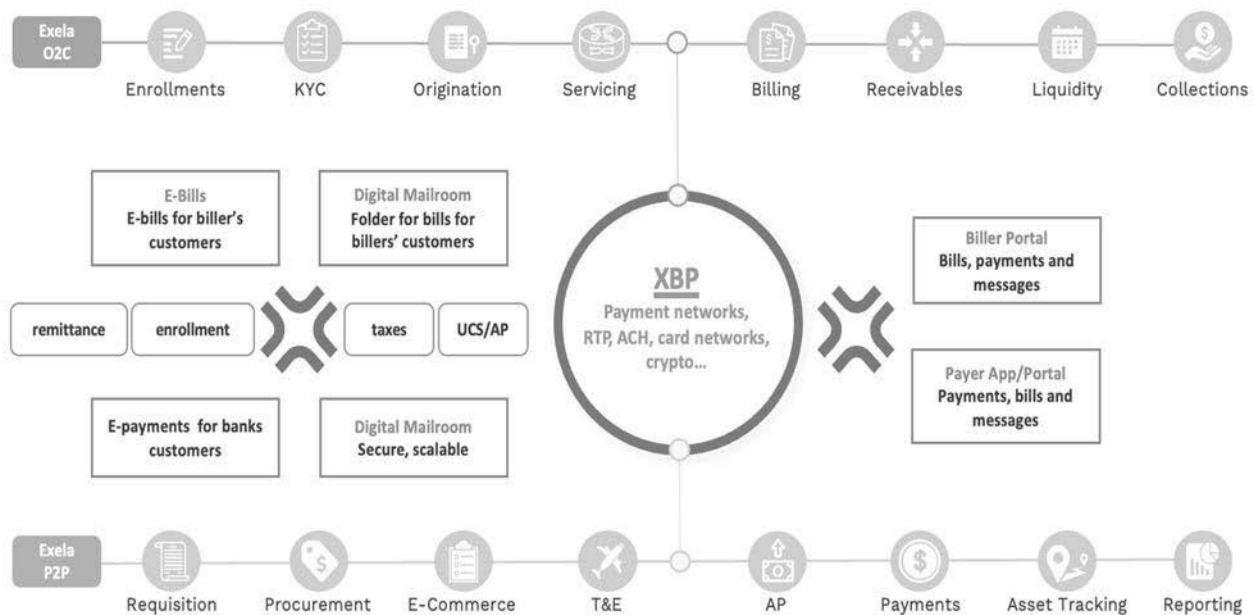 Exela
O2C
Enrollments
KYC
Origination
Servicing
Billing
Receivables
Liquidity
Collections
E-Bills
E-bills for biller's
customers
Digital Mailroom
Folder for bills for
billers' customers
remittance
enrollment
taxes
UCS/AP
E-payments for banks
customers
Digital Mailroom
Secure, scalable
XBP
Payment networks,
RTP, ACH, card networks,
crypto...
Biller Portal
Bills, payments and
messages
Payer App/Portal
Payments, bills and
messages
Exela
P2P
Requisition
Procurement
E-Commerce
T&E
AP
Payments
Asset Tracking
Reporting